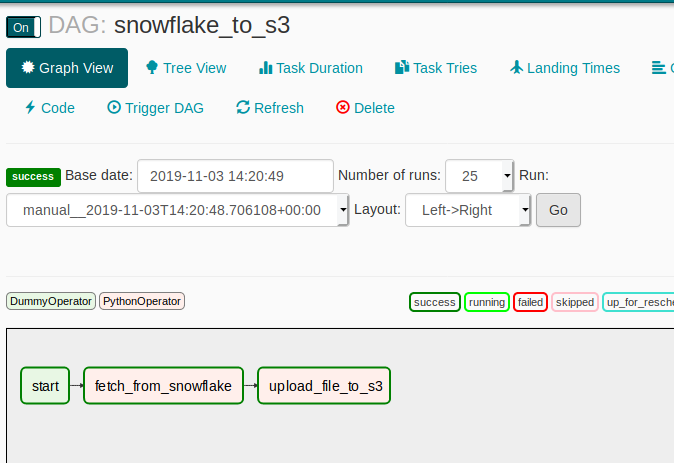 On DAG: snowflake_to_s3
Graph View Tree View Task Duration Task Tries Landing Times
Code Trigger DAG Refresh Delete
success Base date: 2019-11-03 14:20:49 Number of runs: 25 Run:
manual__2019-11-03T14:20:48.706108+00:00 Layout: Left->Right Go
DummyOperator PythonOperator success running failed skipped up_for_resche
start fetch_from_snowflake upload_file_to_s3